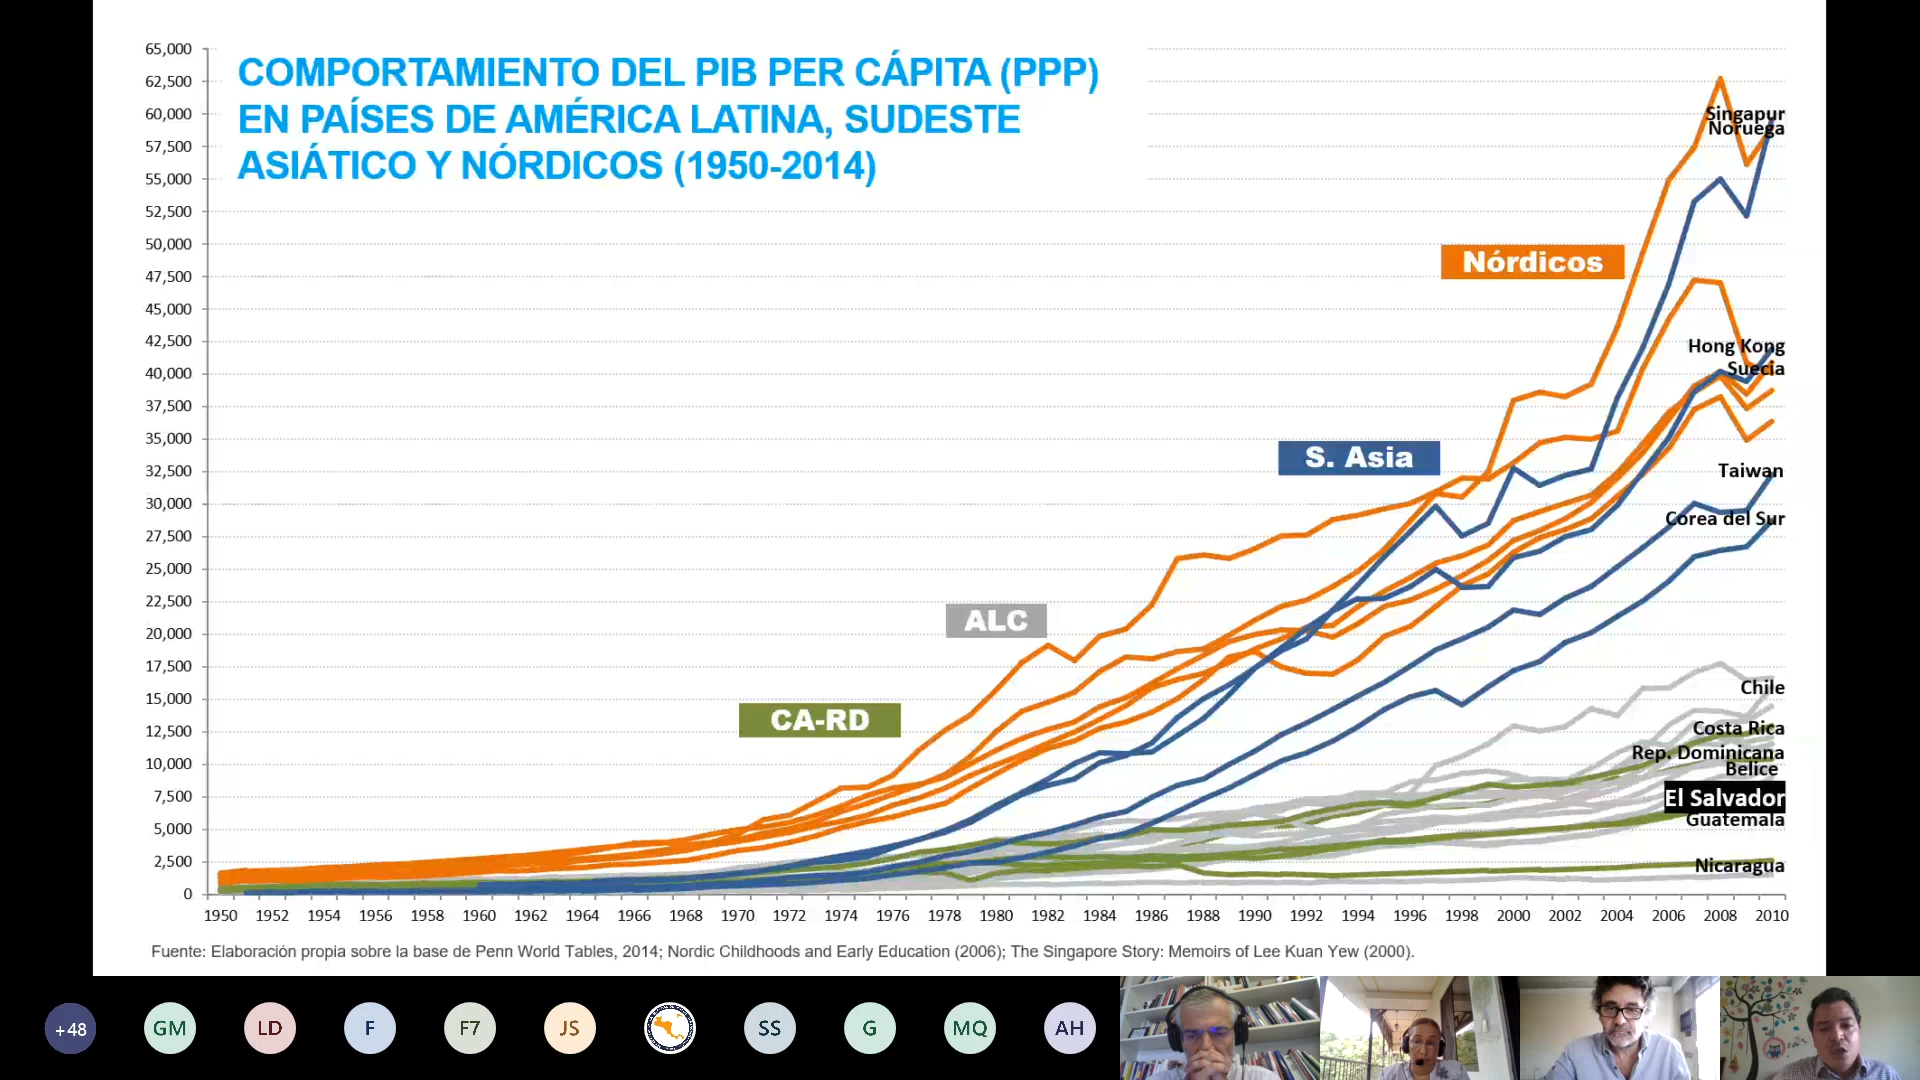 COMPORTAMIENTO DEL PIB PER CÁPITA (PPP)
EN PAÍSES DE AMÉRICA LATINA, SUDESTE
ASIÁTICO Y NÓRDICOS (1950-2014)
65,000
62,500
60,000
57,500
55,000
52,500
50,000
47,500
45,000
42,500
40,000
37,500
35,000
32,500
30,000
27,500
25,000
22,500
20,000
17,500
15,000
12,500
10,000
7,500
5,000
2,500
0
Singapur
Noruega
Nórdicos
Hong Kong
Suecia
S. Asia
Taiwan
Corea del Sur
ALC
Chile
CA-RD
Costa Rica
Rep. Dominicana
Belice
El Salvador
Guatemala
Nicaragua
1950 1952 1954 1956 1958 1960 1962 1964 1966 1968 1970 1972 1974 1976 1978 1980 1982 1984 1986 1988 1990 1992 1994 1996 1998 2000 2002 2004 2006 2008 2010
Fuente: Elaboración propia sobre la base de Penn World Tables, 2014; Nordic Childhoods and Early Education (2006); The Singapore Story: Memoirs of Lee Kuan Yew (2000).
+48 GM LD F F7 JS SS G MQ AH